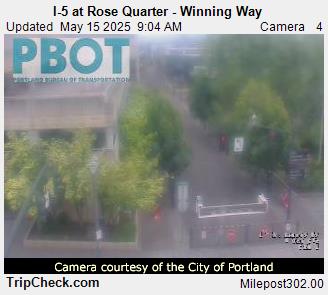 I-5 at Rose Quarter - Winning Way
Updated May 15 2025 9:04 AM Camera 4
PBOT
PORTLAND BUREAU OF TRANSPORTATION
Camera courtesy of the City of Portland
TripCheck.com Milepost302.00